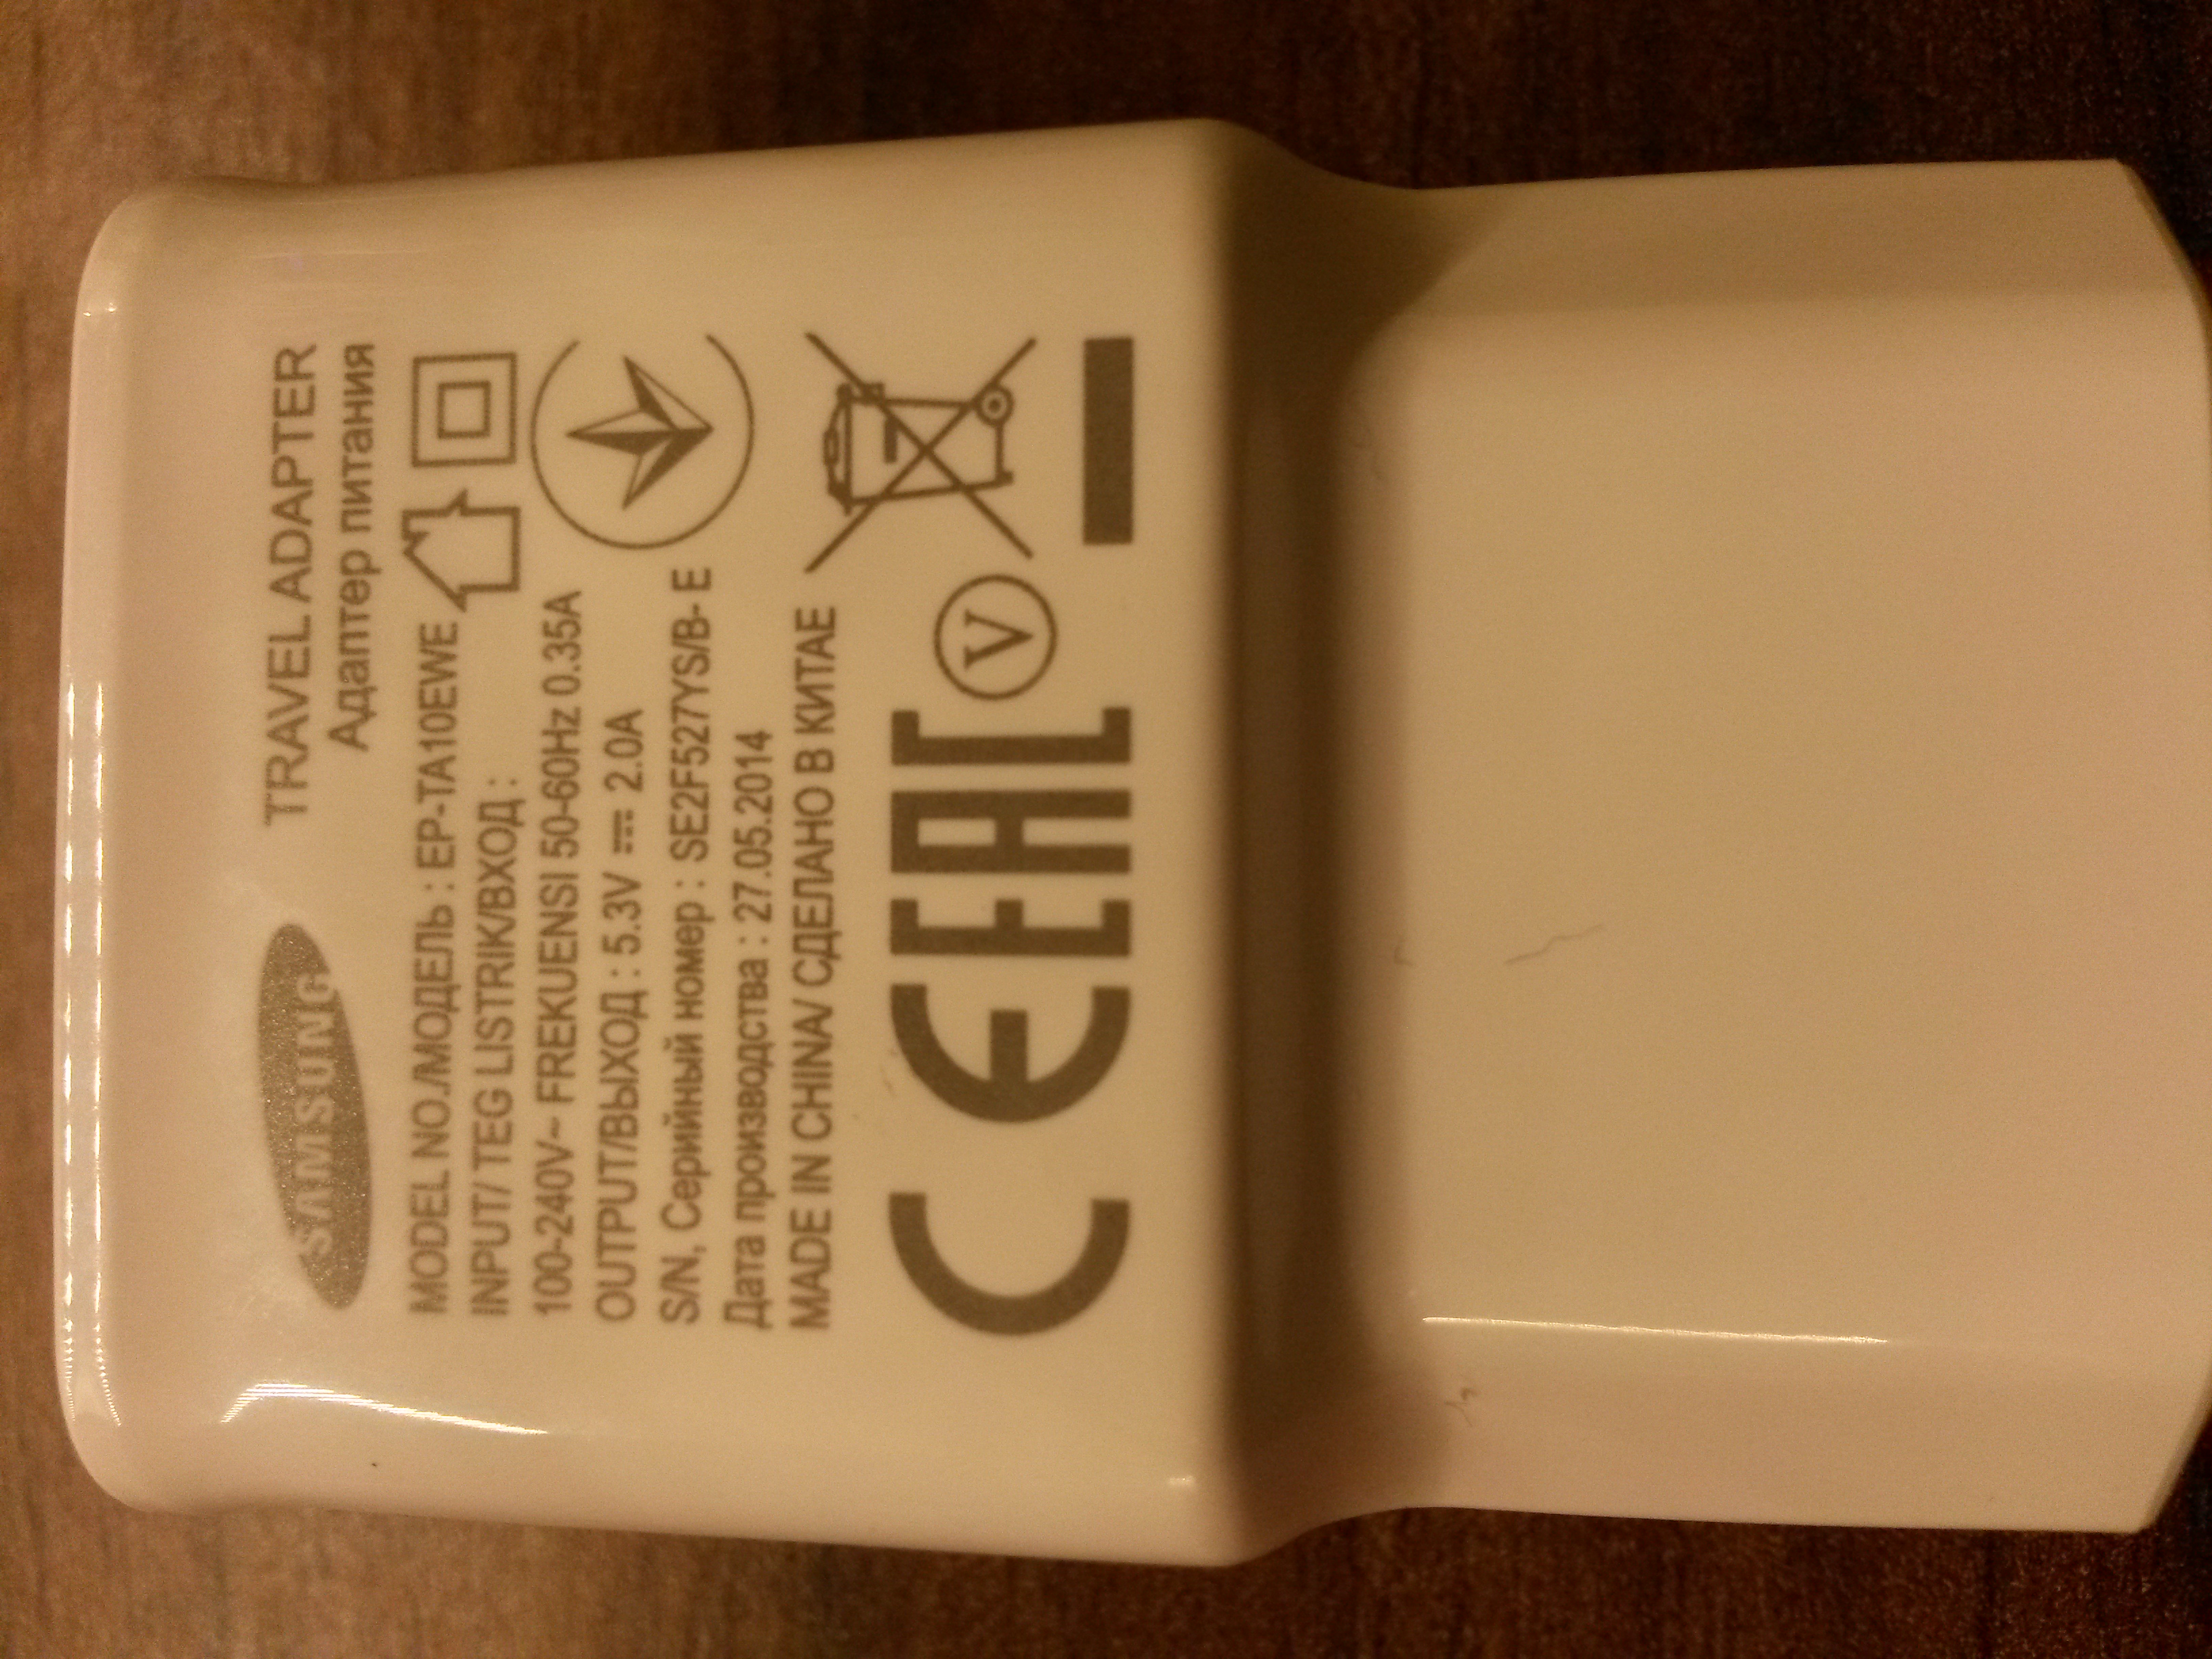 SAMSUNG TRAVEL ADAPTER
Адаптер питания
MODEL NO./МОДЕЛЬ : EP-TA10EWE
INPUT/ TEG LISTRIK/ВХОД :
100-240V~ FREKUENSI 50-60Hz 0.35A
OUTPUT/ВЫХОД : 5.3V ⎓ 2.0A
S/N, Серийный номер : SE2F527YS/B- E
Дата производства : 27.05.2014
MADE IN CHINA/ СДЕЛАНО В КИТАЕ
CE EAC V